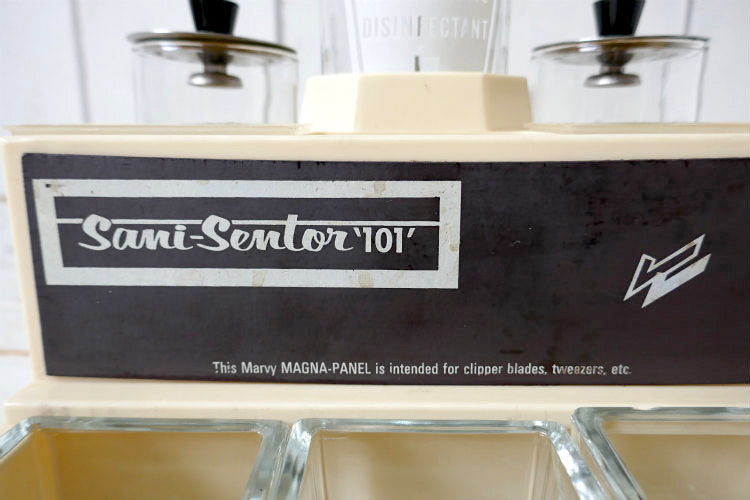 DISINFECTANT
Sani-Sentor '101'
This Marvy MAGNA-PANEL is intended for clipper blades, tweezers, etc.